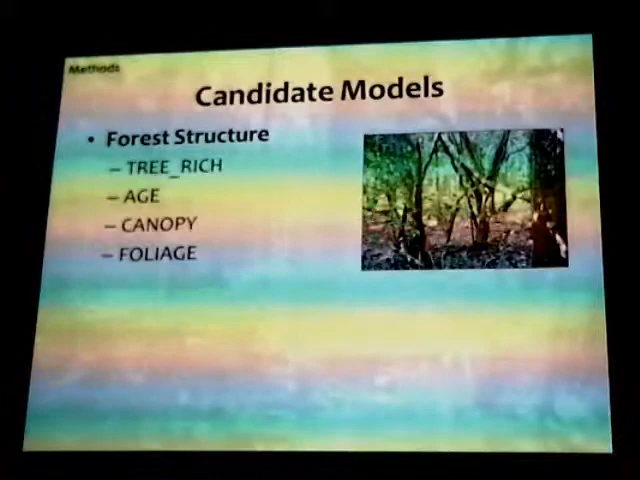 Methods
Candidate Models
• Forest Structure
– TREE_RICH
– AGE
– CANOPY
– FOLIAGE